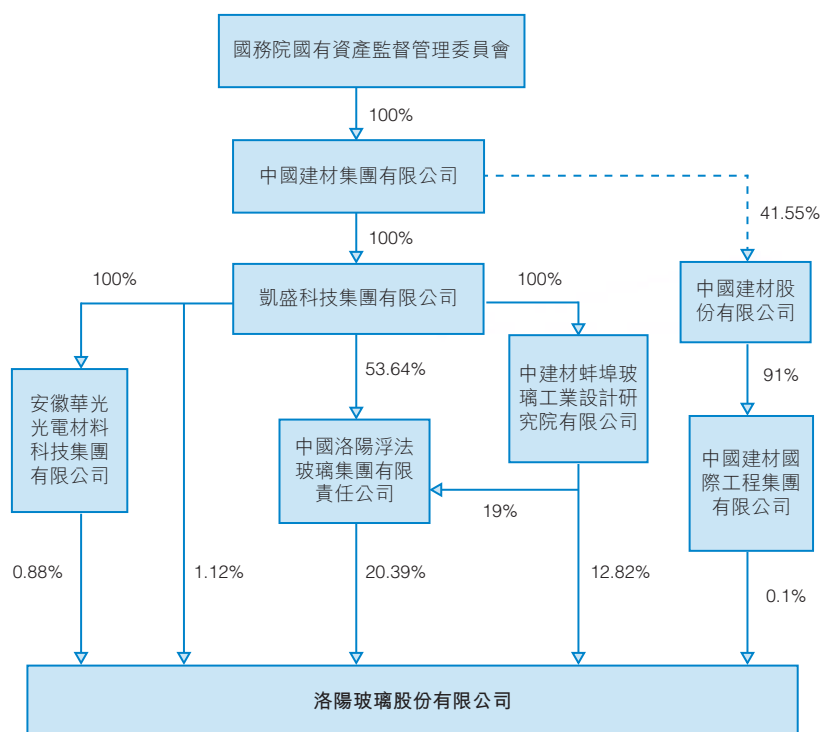 國務院國有資產監督管理委員會
100%
中國建材集團有限公司
41.55%
100%
100%
凱盛科技集團有限公司
100%
中國建材股
份有限公司
53.64%
中建材蚌埠玻
璃工業設計研
究院有限公司
91%
安徽華光
光電材料
科技集團
有限公司
中國洛陽浮法
玻璃集團有限
責任公司
中國建材國
際工程集團
有限公司
19%
0.88%
1.12%
20.39%
12.82%
0.1%
洛陽玻璃股份有限公司